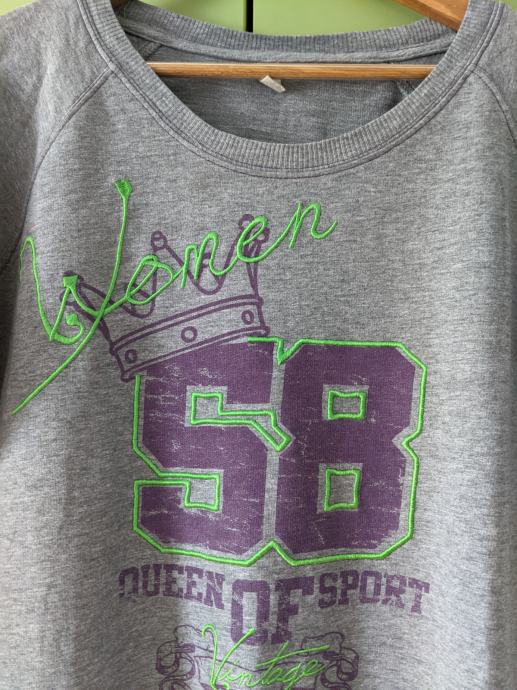 Women
58
QUEEN OF SPORT
Vintage